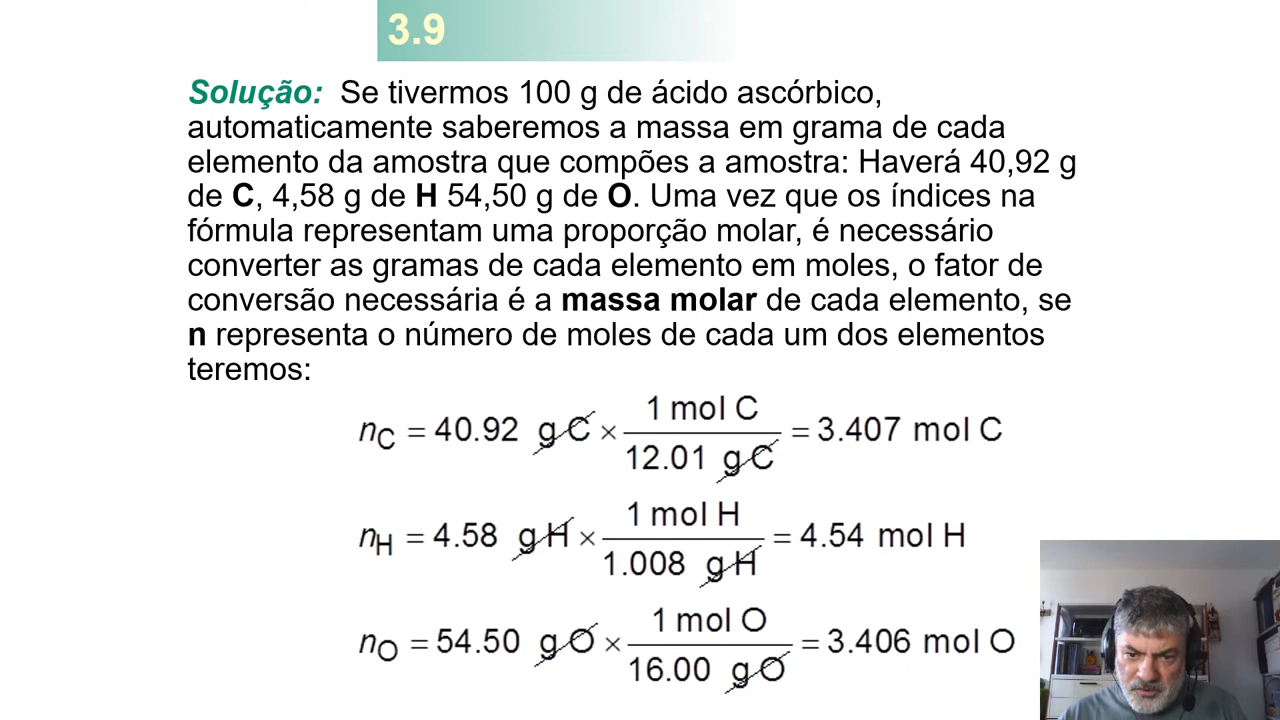 3.9
Solução: Se tivermos 100 g de ácido ascórbico,
automaticamente saberemos a massa em grama de cada
elemento da amostra que compões a amostra: Haverá 40,92 g
de C, 4,58 g de H 54,50 g de O. Uma vez que os índices na
fórmula representam uma proporção molar, é necessário
converter as gramas de cada elemento em moles, o fator de
conversão necessária é a massa molar de cada elemento, se
n representa o número de moles de cada um dos elementos
teremos:
nC = 40.92 g C × 1 mol C / 12.01 g C = 3.407 mol C
nH = 4.58 g H × 1 mol H / 1.008 g H = 4.54 mol H
nO = 54.50 g O × 1 mol O / 16.00 g O = 3.406 mol O